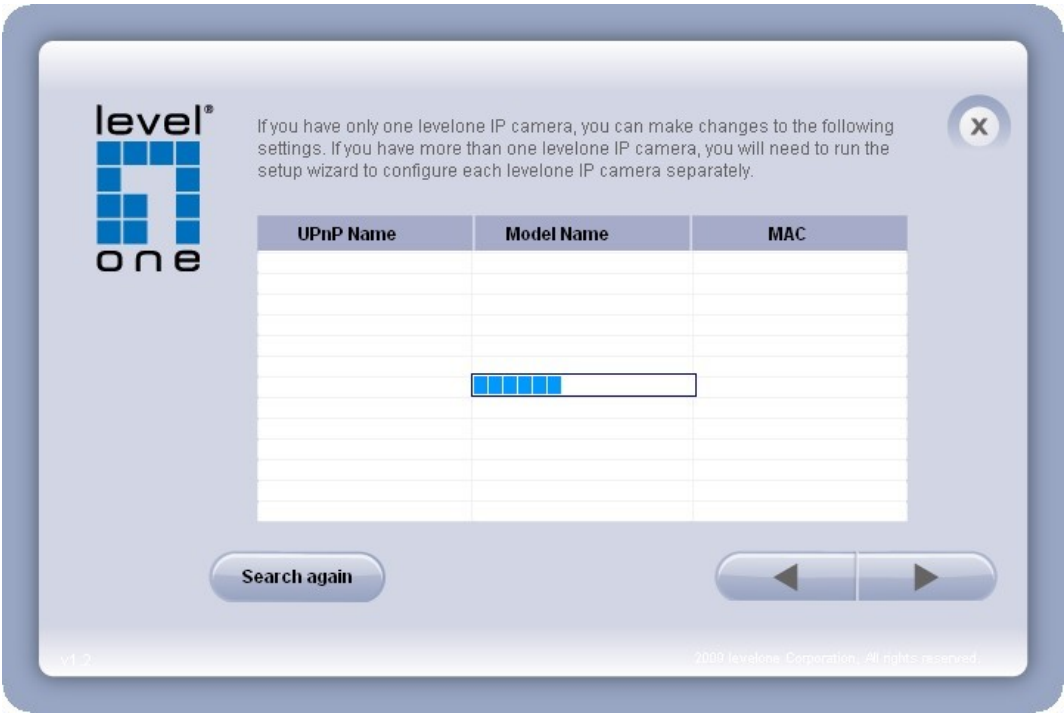 level®
one
If you have only one levelone IP camera, you can make changes to the following
settings. If you have more than one levelone IP camera, you will need to run the
setup wizard to configure each levelone IP camera separately.
X
UPnP Name Model Name MAC
Search again
v1.2
2009 levelone Corporation, All rights reserved.